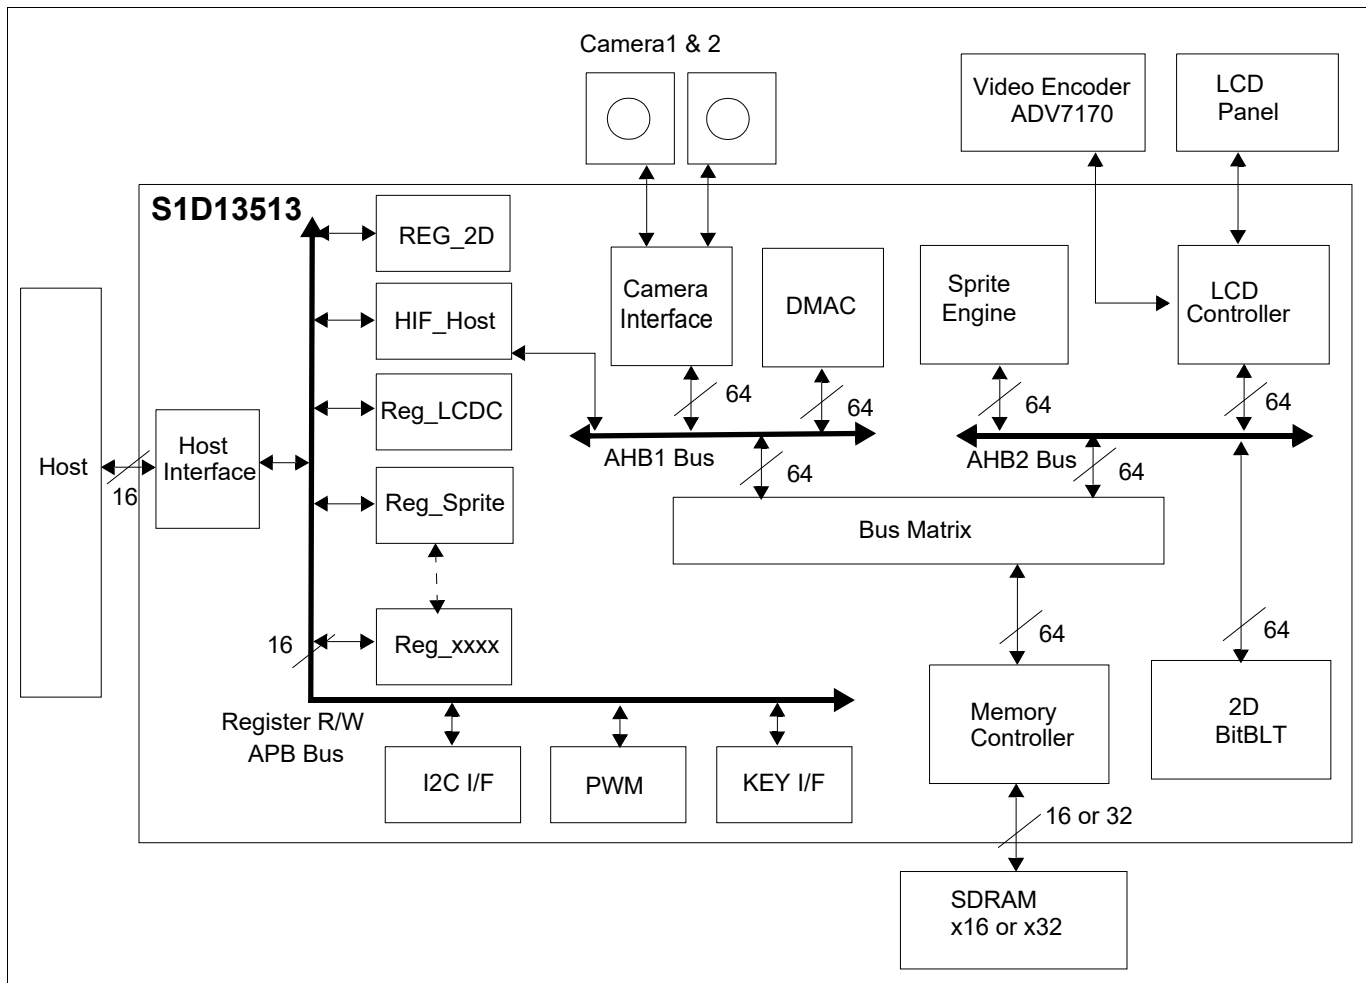 Camera1 & 2
Video Encoder
ADV7170
LCD
Panel
S1D13513
REG_2D
HIF_Host
Reg_LCDC
Reg_Sprite
Reg_xxxx
Camera
Interface
DMAC
Sprite
Engine
LCD
Controller
64
64
64
64
Host
16
Host
Interface
AHB1 Bus
64
AHB2 Bus
64
Bus Matrix
16
64
64
Register R/W
APB Bus
I2C I/F
PWM
KEY I/F
Memory
Controller
2D
BitBLT
16 or 32
SDRAM
x16 or x32